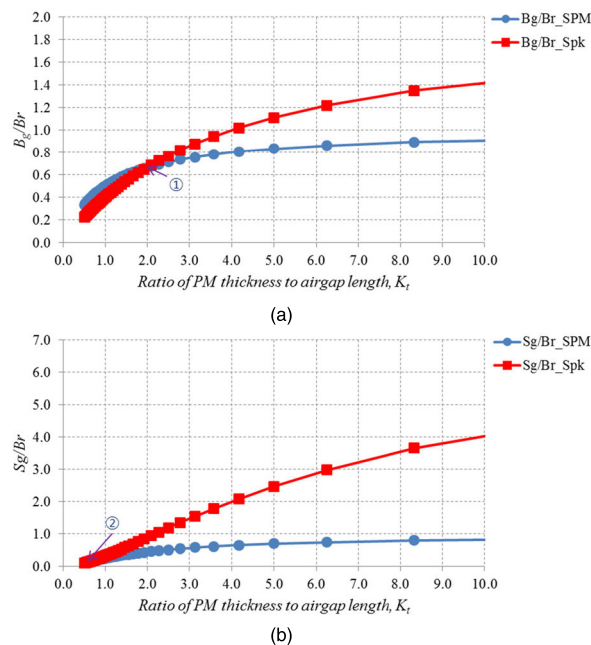 2.0
1.8
1.6
1.4
1.2
1.0
0.8
0.6
0.4
0.2
0.0
Bg/Br
①
0.0 1.0 2.0 3.0 4.0 5.0 6.0 7.0 8.0 9.0 10.0
Ratio of PM thickness to airgap length, Kt
Bg/Br_SPM
Bg/Br_Spk
(a)
7.0
6.0
5.0
4.0
3.0
2.0
1.0
0.0
Sg/Br
②
0.0 1.0 2.0 3.0 4.0 5.0 6.0 7.0 8.0 9.0 10.0
Ratio of PM thickness to airgap length, Kt
Sg/Br_SPM
Sg/Br_Spk
(b)